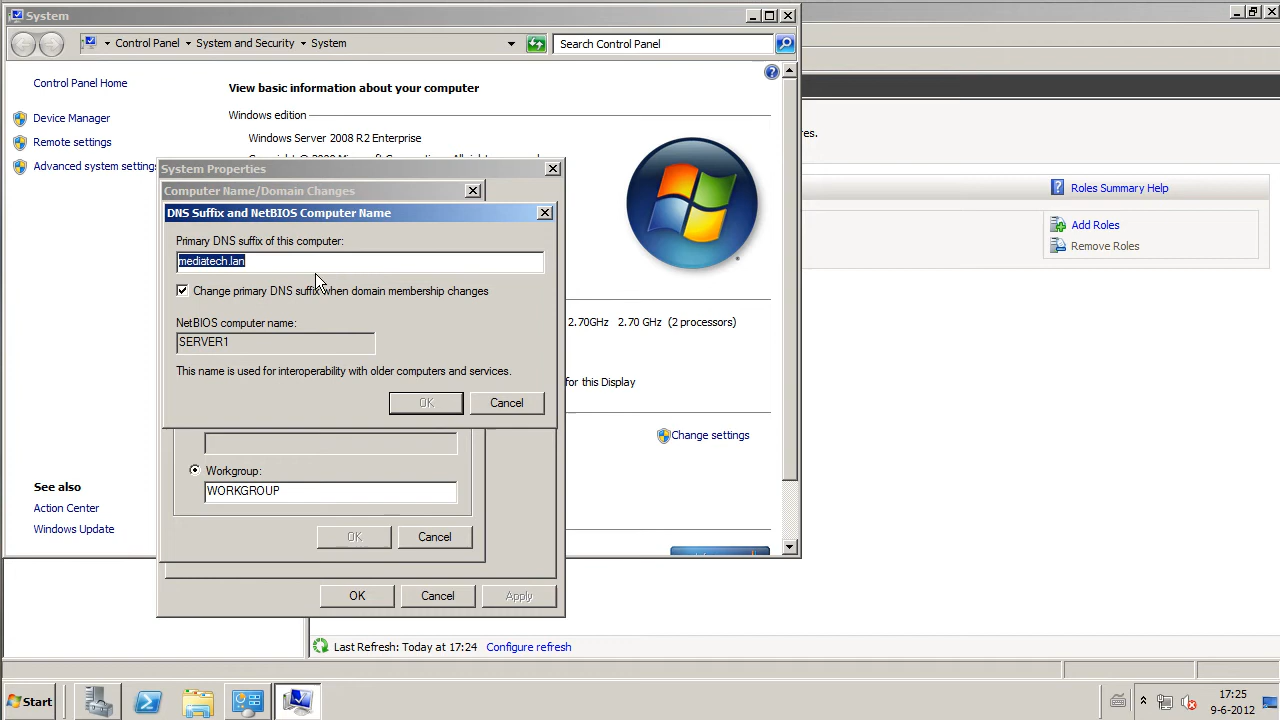 System
Control Panel
System and Security
System
Search Control Panel
Control Panel Home
Device Manager
Remote settings
Advanced system settings
View basic information about your computer
Windows edition
Windows Server 2008 R2 Enterprise
res.
Roles Summary Help
Add Roles
Remove Roles
System Properties
Computer Name/Domain Changes
DNS Suffix and NetBIOS Computer Name
Primary DNS suffix of this computer:
mediatech.lan
Change primary DNS suffix when domain membership changes
NetBIOS computer name:
SERVER1
This name is used for interoperability with older computers and services.
OK
Cancel
2.70GHz 2.70 GHz (2 processors)
for this Display
Change settings
Workgroup:
WORKGROUP
OK
Cancel
OK
Cancel
Apply
See also
Action Center
Windows Update
Last Refresh: Today at 17:24
Configure refresh
Start
17:25
9-6-2012